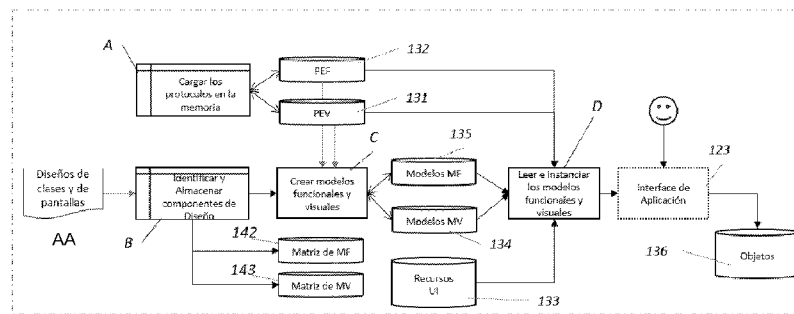 A
132
Cargar los
protocolos en la
memoria
PEF
131
PEV
C
135
D
Diseños de
clases y de
pantallas
Identificar y
Almacenar
componentes de
Diseño
Crear modelos
funcionales y
visuales
Modelos MF
Modelos MV
Leer e instanciar
los modelos
funcionales y
visuales
123
Interface de
Aplicación
AA
B
142
Matriz de MF
143
Matriz de MV
134
Recursos
UI
133
136
Objetos